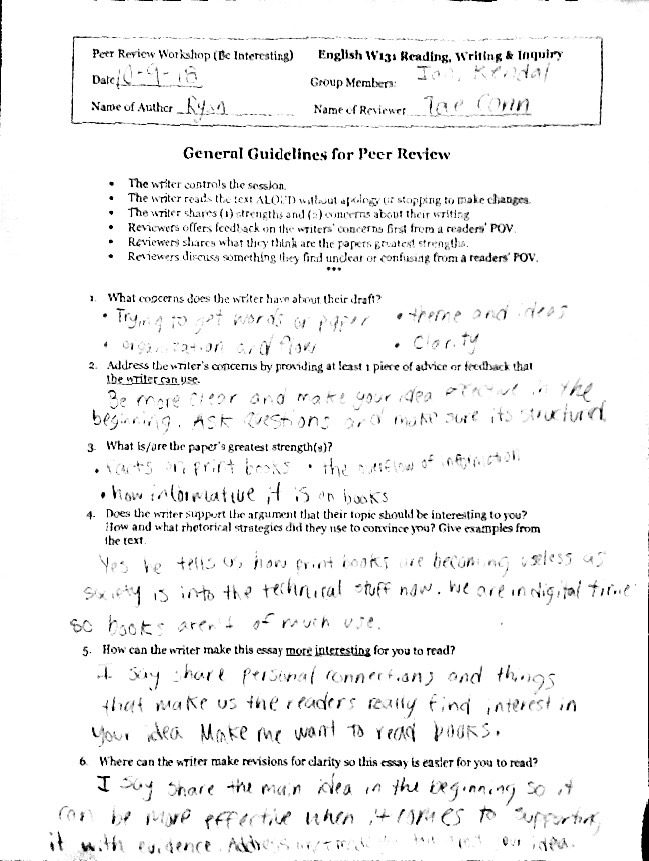 Peer Review Workshop (Be Interesting) English W131 Reading, Writing & Inquiry
Date 10-9-18 Group Members: Ian, Kendal
Name of Author Ryan Name of Reviewer Tae Conn
General Guidelines for Peer Review
• The writer controls the session.
• The writer reads the text ALOUD without apology or stopping to make changes.
• The writer shares (1) strengths and (2) concerns about their writing
• Reviewers offers feedback on the writers' concerns first from a readers' POV.
• Reviewers shares what they think are the papers greatest strengths.
• Reviewers discuss something they find unclear or confusing from a readers' POV.
***
1. What concerns does the writer have about their draft?
• Trying to get words or paper • theme and ideas
• organization and flow • Clarity
2. Address the writer's concerns by providing at least 1 piece of advice or feedback that
the writer can use.
Be more clear and make your idea effective in the
beginning. Ask Questions and make sure its structured
3. What is/are the paper's greatest strength(s)?
• on print books • the of information
• how informative it is on books
4. Does the writer support the argument that their topic should be interesting to you?
How and what rhetorical strategies did they use to convince you? Give examples from
the text.
Yes he tells us how print books are becoming useless as
society is into the technical stuff now. We are in digital time
so books aren't of much use.
5. How can the writer make this essay more interesting for you to read?
I say share personal connections and things
that make us the readers really find interest in
your idea Make me want to read books.
6. Where can the writer make revisions for clarity so this essay is easier for you to read?
I say share the main idea in the beginning so it
can be more effective when it comes to supporting
it with evidence. idea.